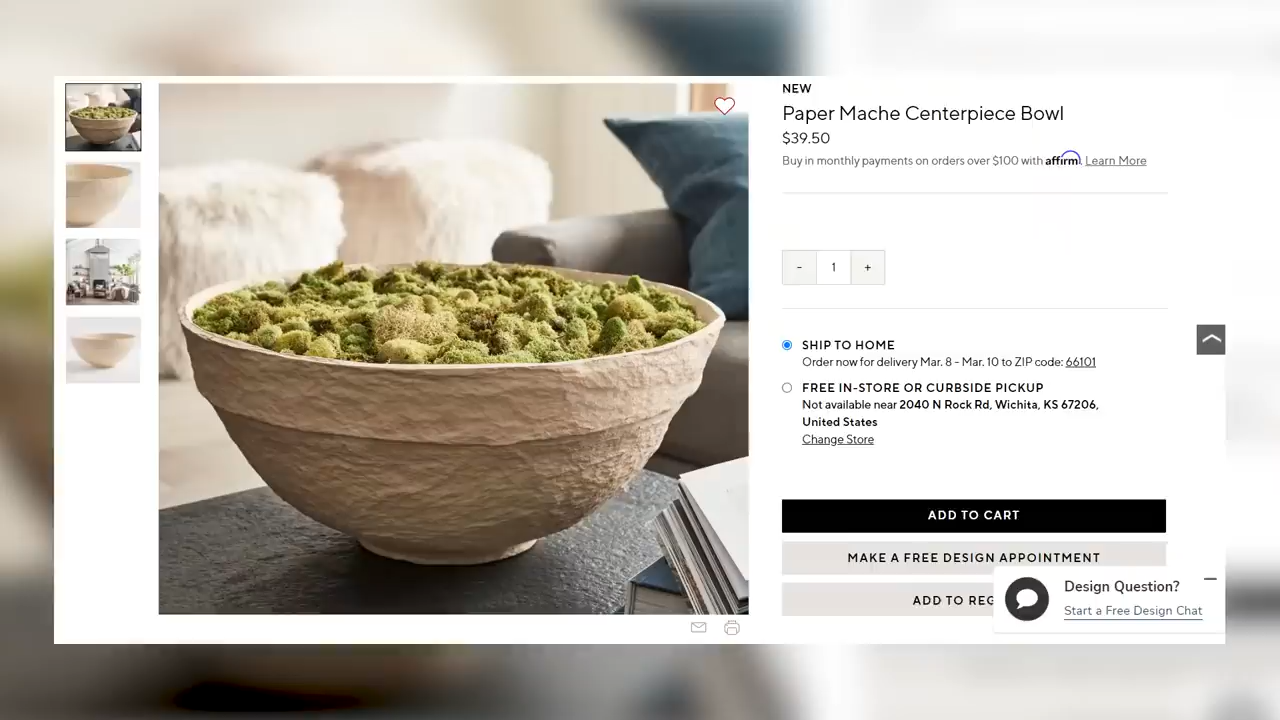 NEW
Paper Mache Centerpiece Bowl
$39.50
Buy in monthly payments on orders over $100 with affirm. Learn More
- 1 +
SHIP TO HOME
Order now for delivery Mar. 8 - Mar. 10 to ZIP code: 66101
FREE IN-STORE OR CURBSIDE PICKUP
Not available near 2040 N Rock Rd, Wichita, KS 67206,
United States
Change Store
ADD TO CART
MAKE A FREE DESIGN APPOINTMENT
ADD TO REG
Design Question?
Start a Free Design Chat